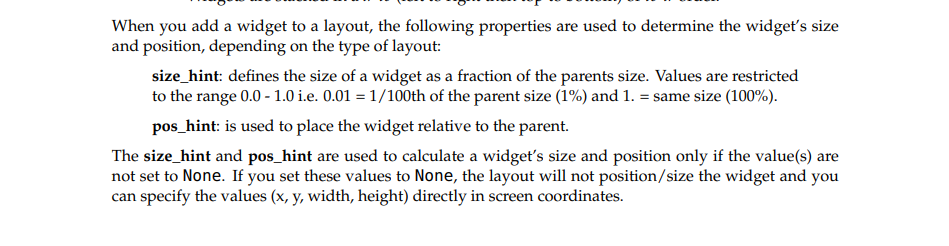 When you add a widget to a layout, the following properties are used to determine the widget's size
and position, depending on the type of layout:
size_hint: defines the size of a widget as a fraction of the parents size. Values are restricted
to the range 0.0 - 1.0 i.e. 0.01 = 1/100th of the parent size (1%) and 1. = same size (100%).
pos_hint: is used to place the widget relative to the parent.
The size_hint and pos_hint are used to calculate a widget's size and position only if the value(s) are
not set to None. If you set these values to None, the layout will not position/size the widget and you
can specify the values (x, y, width, height) directly in screen coordinates.